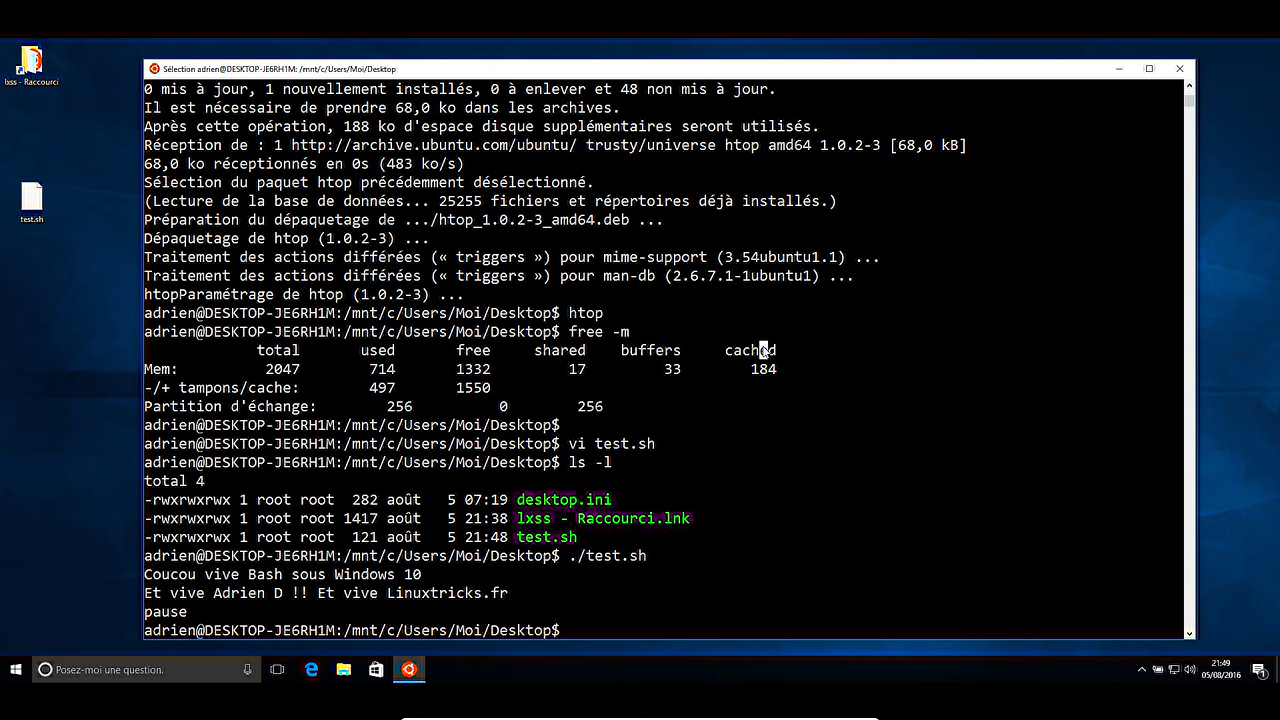 lxss - Raccourci
test.sh
Sélection adrien@DESKTOP-JE6RH1M: /mnt/c/Users/Moi/Desktop
0 mis à jour, 1 nouvellement installés, 0 à enlever et 48 non mis à jour.
Il est nécessaire de prendre 68,0 ko dans les archives.
Après cette opération, 188 ko d'espace disque supplémentaires seront utilisés.
Réception de : 1 http://archive.ubuntu.com/ubuntu/ trusty/universe htop amd64 1.0.2-3 [68,0 kB]
68,0 ko réceptionnés en 0s (483 ko/s)
Sélection du paquet htop précédemment désélectionné.
(Lecture de la base de données... 25255 fichiers et répertoires déjà installés.)
Préparation du dépaquetage de .../htop_1.0.2-3_amd64.deb ...
Dépaquetage de htop (1.0.2-3) ...
Traitement des actions différées (« triggers ») pour mime-support (3.54ubuntu1.1) ...
Traitement des actions différées (« triggers ») pour man-db (2.6.7.1-1ubuntu1) ...
htopParamétrage de htop (1.0.2-3) ...
adrien@DESKTOP-JE6RH1M:/mnt/c/Users/Moi/Desktop$ htop
adrien@DESKTOP-JE6RH1M:/mnt/c/Users/Moi/Desktop$ free -m
total used free shared buffers cached
Mem: 2047 714 1332 17 33 184
-/+ tampons/cache: 497 1550
Partition d'échange: 256 0 256
adrien@DESKTOP-JE6RH1M:/mnt/c/Users/Moi/Desktop$
adrien@DESKTOP-JE6RH1M:/mnt/c/Users/Moi/Desktop$ vi test.sh
adrien@DESKTOP-JE6RH1M:/mnt/c/Users/Moi/Desktop$ ls -l
total 4
-rwxrwxrwx 1 root root 282 août 5 07:19 desktop.ini
-rwxrwxrwx 1 root root 1417 août 5 21:38 lxss - Raccourci.lnk
-rwxrwxrwx 1 root root 121 août 5 21:48 test.sh
adrien@DESKTOP-JE6RH1M:/mnt/c/Users/Moi/Desktop$ ./test.sh
Coucou vive Bash sous Windows 10
Et vive Adrien D !! Et vive Linuxtricks.fr
pause
adrien@DESKTOP-JE6RH1M:/mnt/c/Users/Moi/Desktop$
Posez-moi une question.
21:49
05/08/2016
1